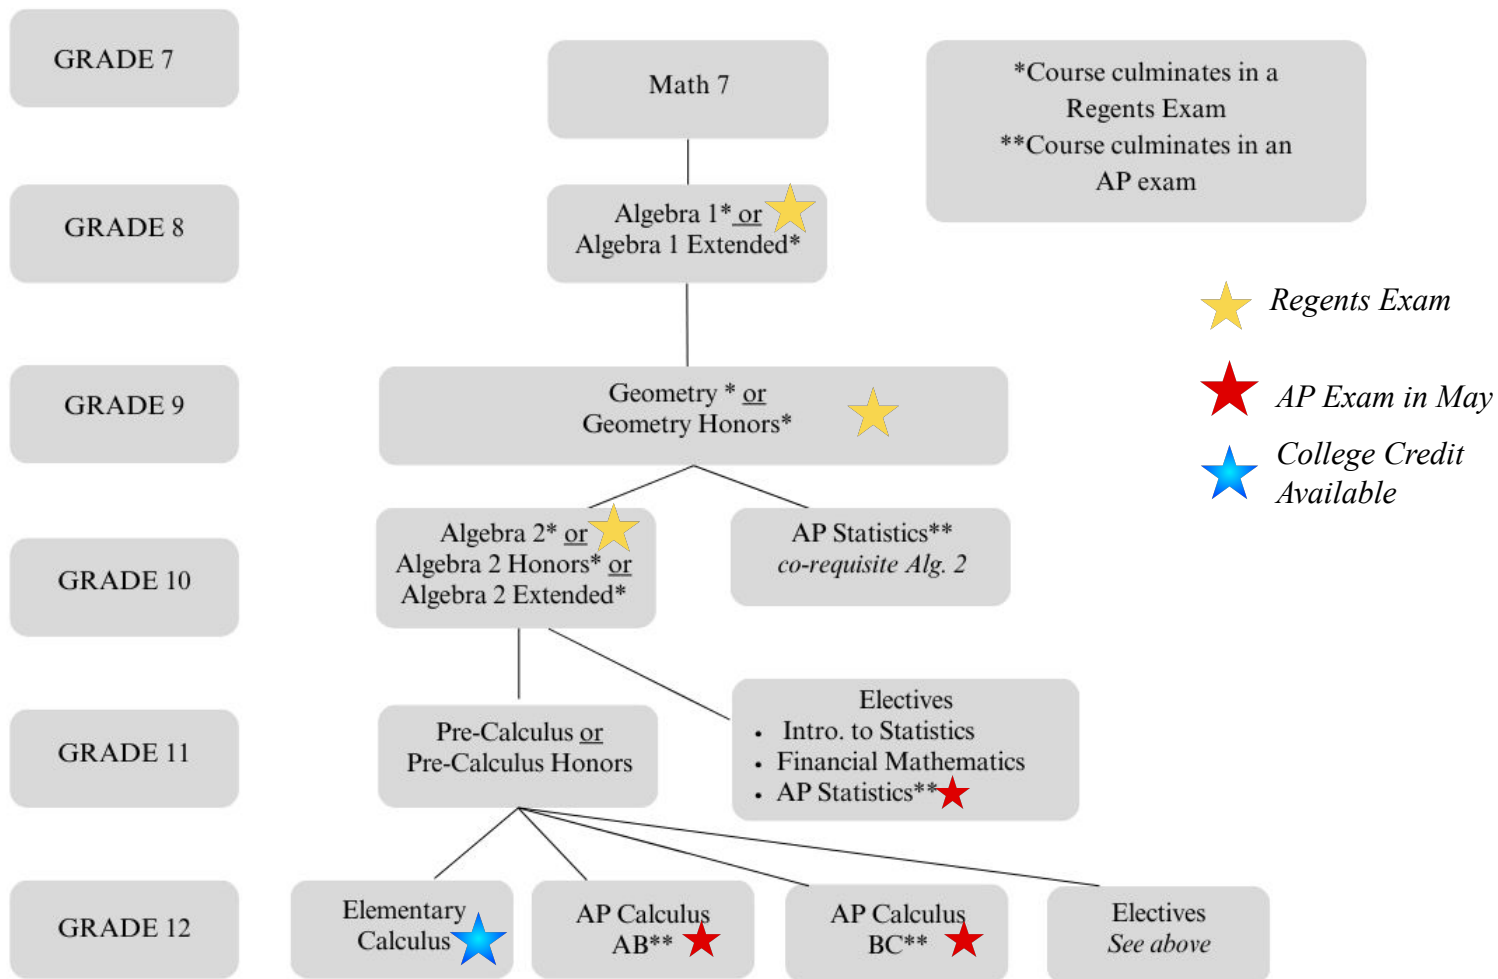 GRADE 7
Math 7
*Course culminates in a
Regents Exam
**Course culminates in an
AP exam
GRADE 8
Algebra 1* or
Algebra 1 Extended*
Regents Exam
AP Exam in May
College Credit
Available
GRADE 9
Geometry * or
Geometry Honors*
GRADE 10
Algebra 2* or
Algebra 2 Honors* or
Algebra 2 Extended*
AP Statistics**
co-requisite Alg. 2
GRADE 11
Pre-Calculus or
Pre-Calculus Honors
Electives
• Intro. to Statistics
• Financial Mathematics
• AP Statistics**
GRADE 12
Elementary
Calculus
AP Calculus
AB**
AP Calculus
BC**
Electives
See above